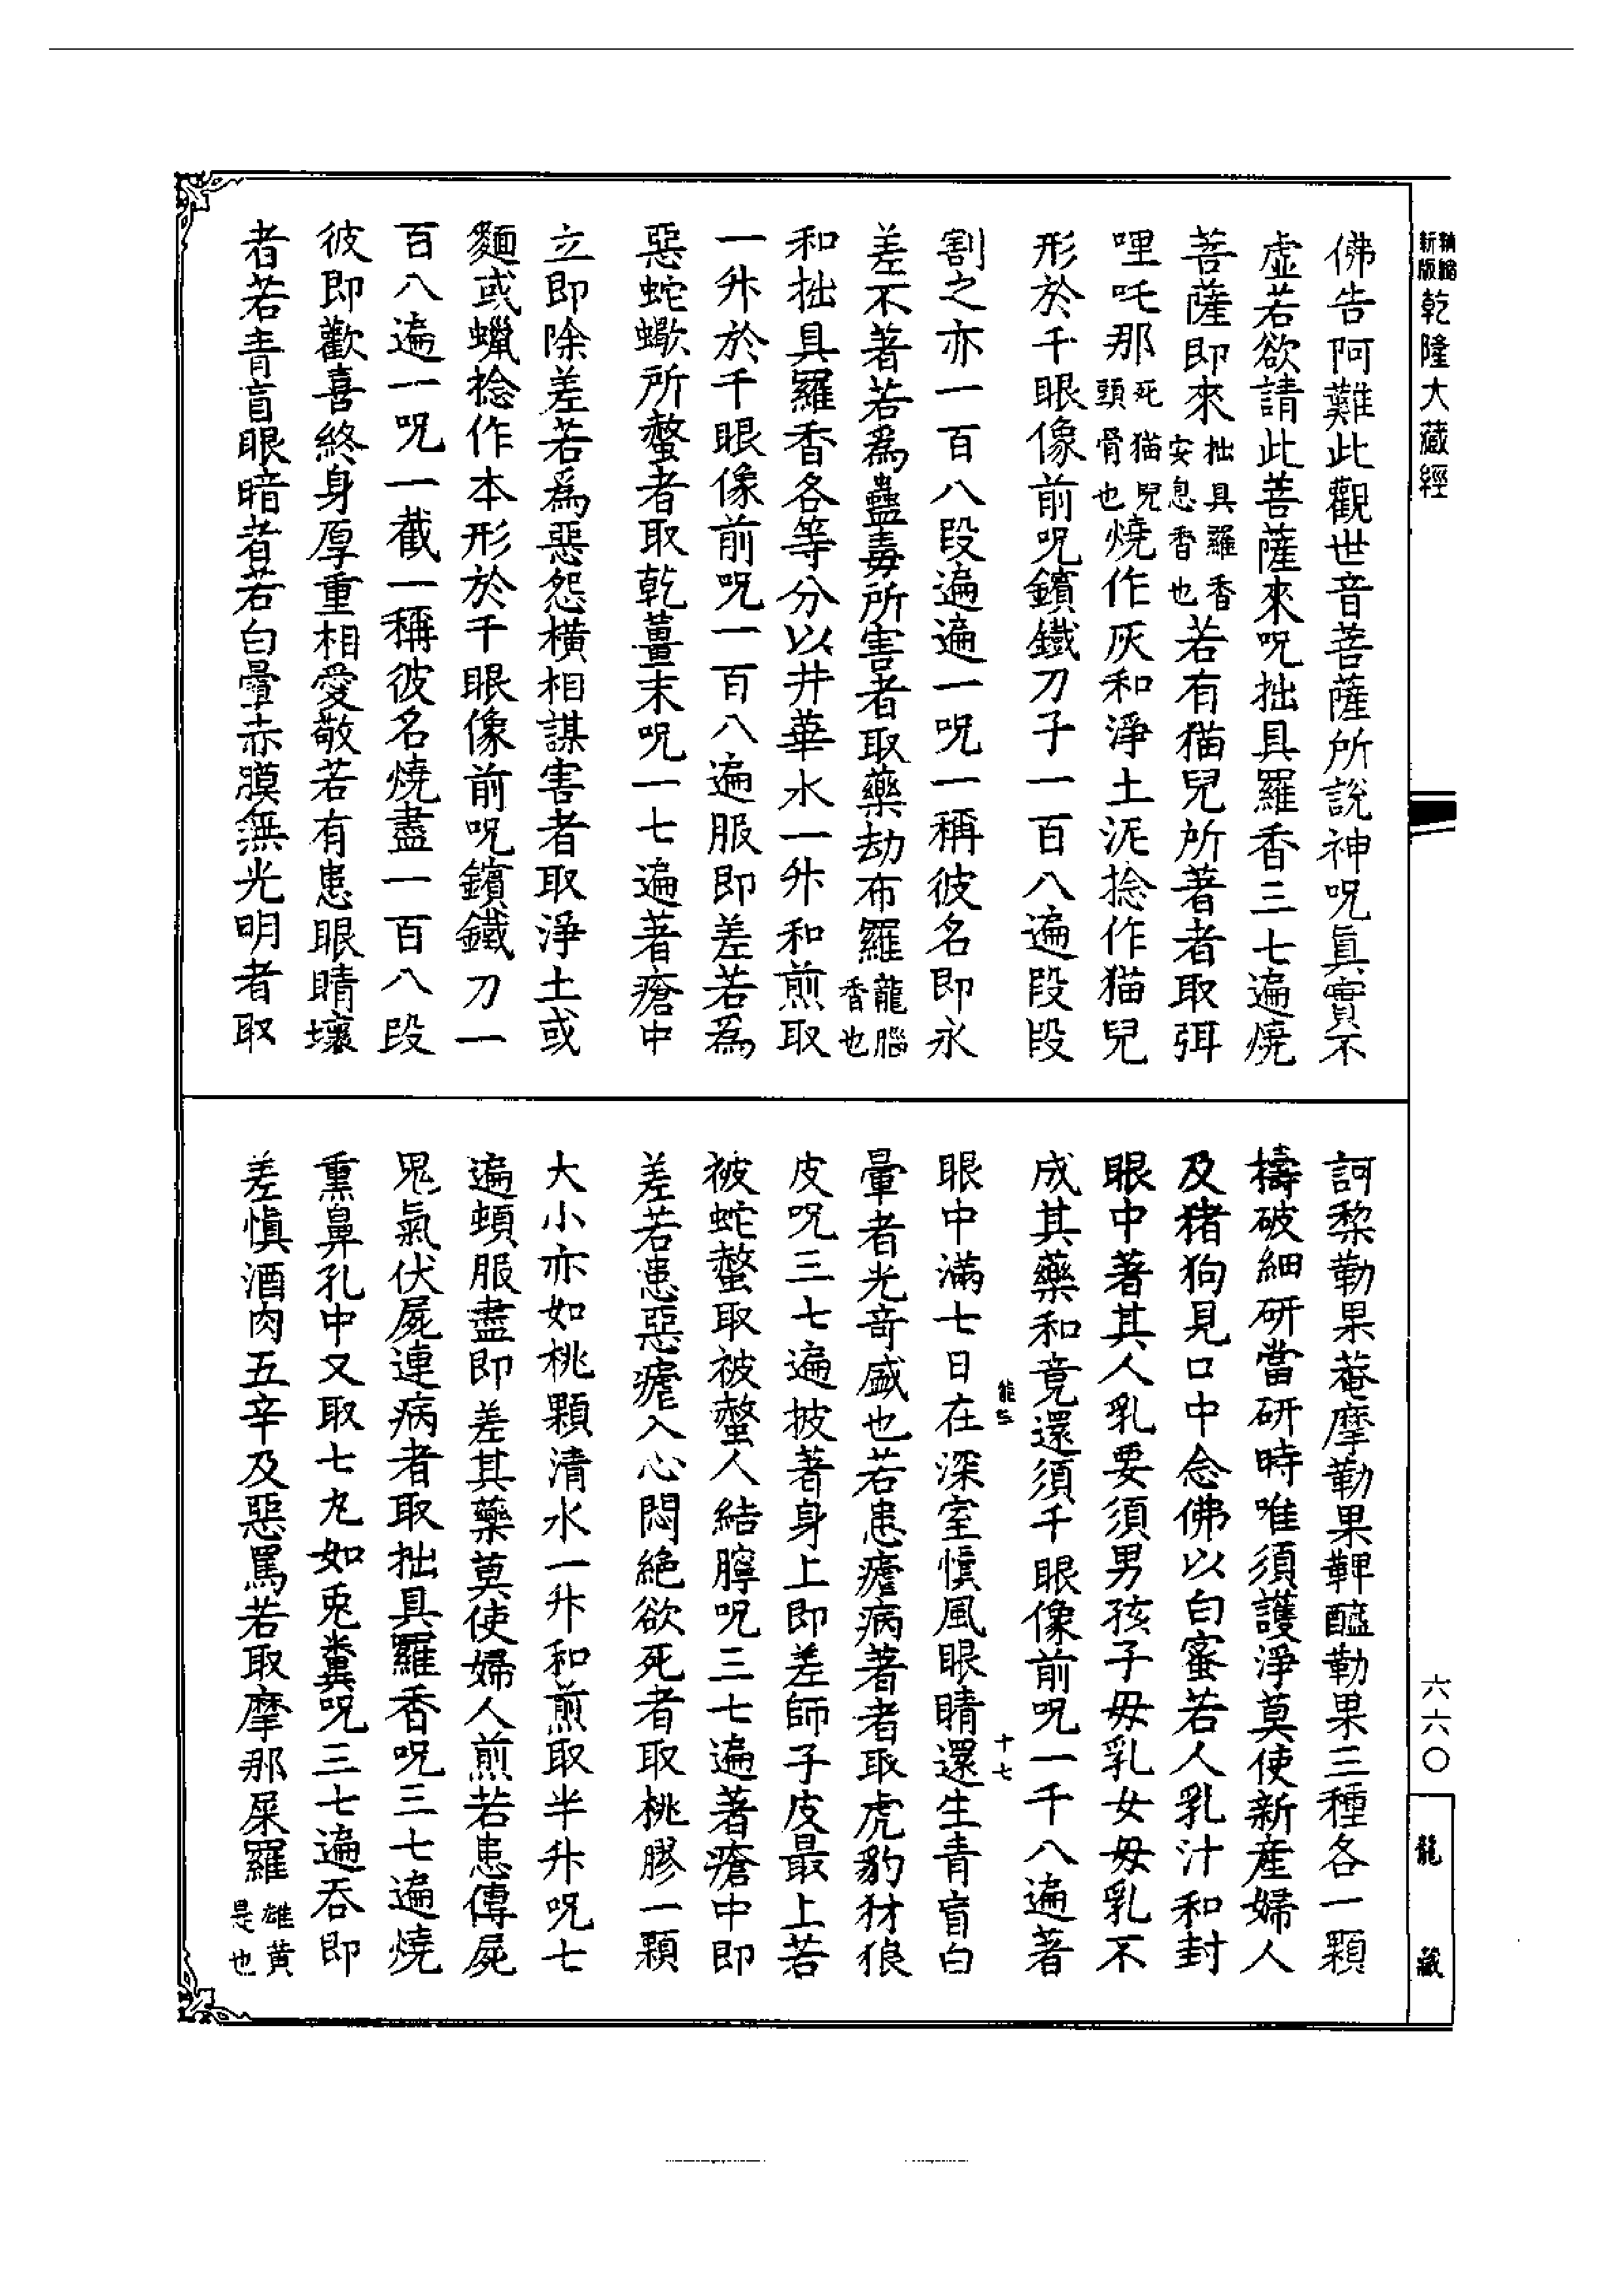 新版精縮
乾隆大藏經
佛告阿難此觀世音菩薩所說神呪眞實不
虛若欲請此菩薩來呪拙具羅香三七遍燒
菩薩即來拙具羅香安息香也若有猫兒所著者取弭
哩吒那死猫兒頭骨也燒作灰和淨土泥捻作猫兒
形於千眼像前呪鑌鐵刀子一百八遍段段
割之亦一百八段遍遍一呪一稱彼名即永
差不著若爲蠱毒所害者取藥劫布羅龍腦香也
和拙具羅香各等分以井華水一升和煎取
一升於千眼像前呪一百八遍服即差若爲
惡蛇蠍所螫者取乾薑末呪一七遍著瘡中
立即除差若爲惡怨橫相謀害者取淨土或
麵或蠟捻作本形於千眼像前呪鑌鐵刀一
百八遍一呪一截一稱彼名燒盡一百八段
彼即歡喜終身厚重相愛敬若有患眼睛壞
者若青盲眼暗者若白暈赤膜無光明者取
訶黎勒果菴摩勒果鞞醯勒果三種各一顆
擣破細研當研時唯須護淨莫使新產婦人
及猪狗見口中念佛以白蜜若人乳汁和封
眼中著其人乳要須男孩子母乳女母乳不
成其藥和竟還須千眼像前呪一千八遍著
眼中滿七日在深室愼風眼睛還生青盲白
暈者光奇盛也若患瘧病著者取虎豹犲狼
皮呪三七遍披著身上即差師子皮最上若
被蛇螫取被螫人結膿呪三七遍著瘡中即
差若患惡瘧入心悶絕欲死者取桃膠一顆
大小亦如桃顆清水一升和煎取半升呪七
遍頓服盡即差其藥莫使婦人煎若患傳屍
鬼氣伏屍連病者取拙具羅香呪三七遍燒
熏鼻孔中又取七丸如兎糞呪三七遍吞即
差愼酒肉五辛及惡罵若取摩那屎羅雄黃是也
十七
六六〇
龍藏